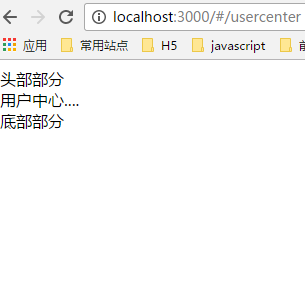 localhost:3000/#/usercenter
应用 常用站点 H5 javascript
头部部分
用户中心....
底部部分